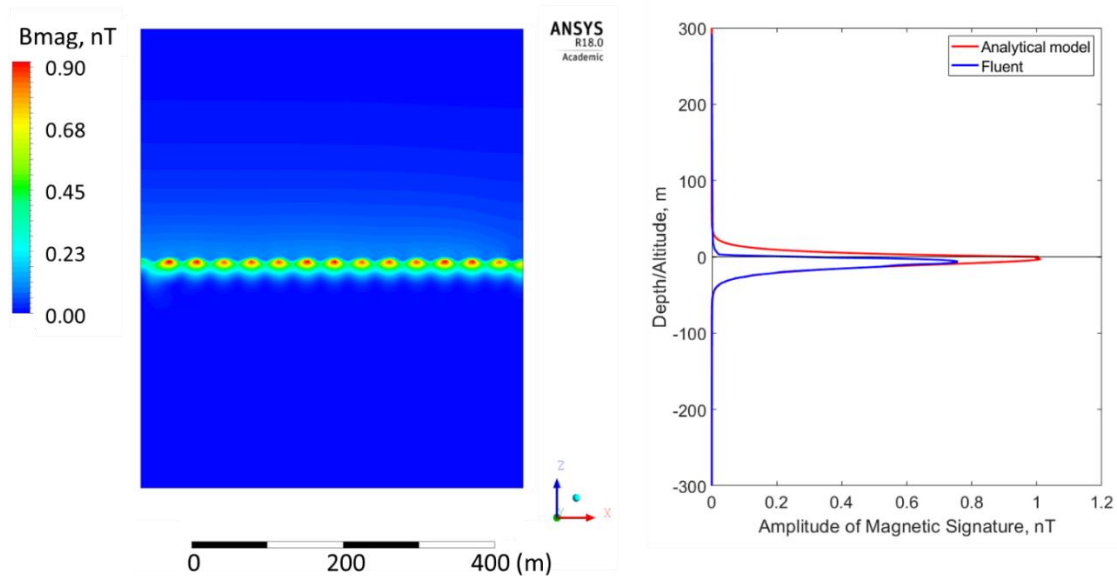 Bmag, nT
0.90
0.68
0.45
0.23
0.00
ANSYS
R18.0
Academic
Z
Y
X
0 200 400 (m)
Analytical model
Fluent
300
200
100
0
-100
-200
-300
0 0.2 0.4 0.6 0.8 1 1.2
Depth/Altitude, m
Amplitude of Magnetic Signature, nT